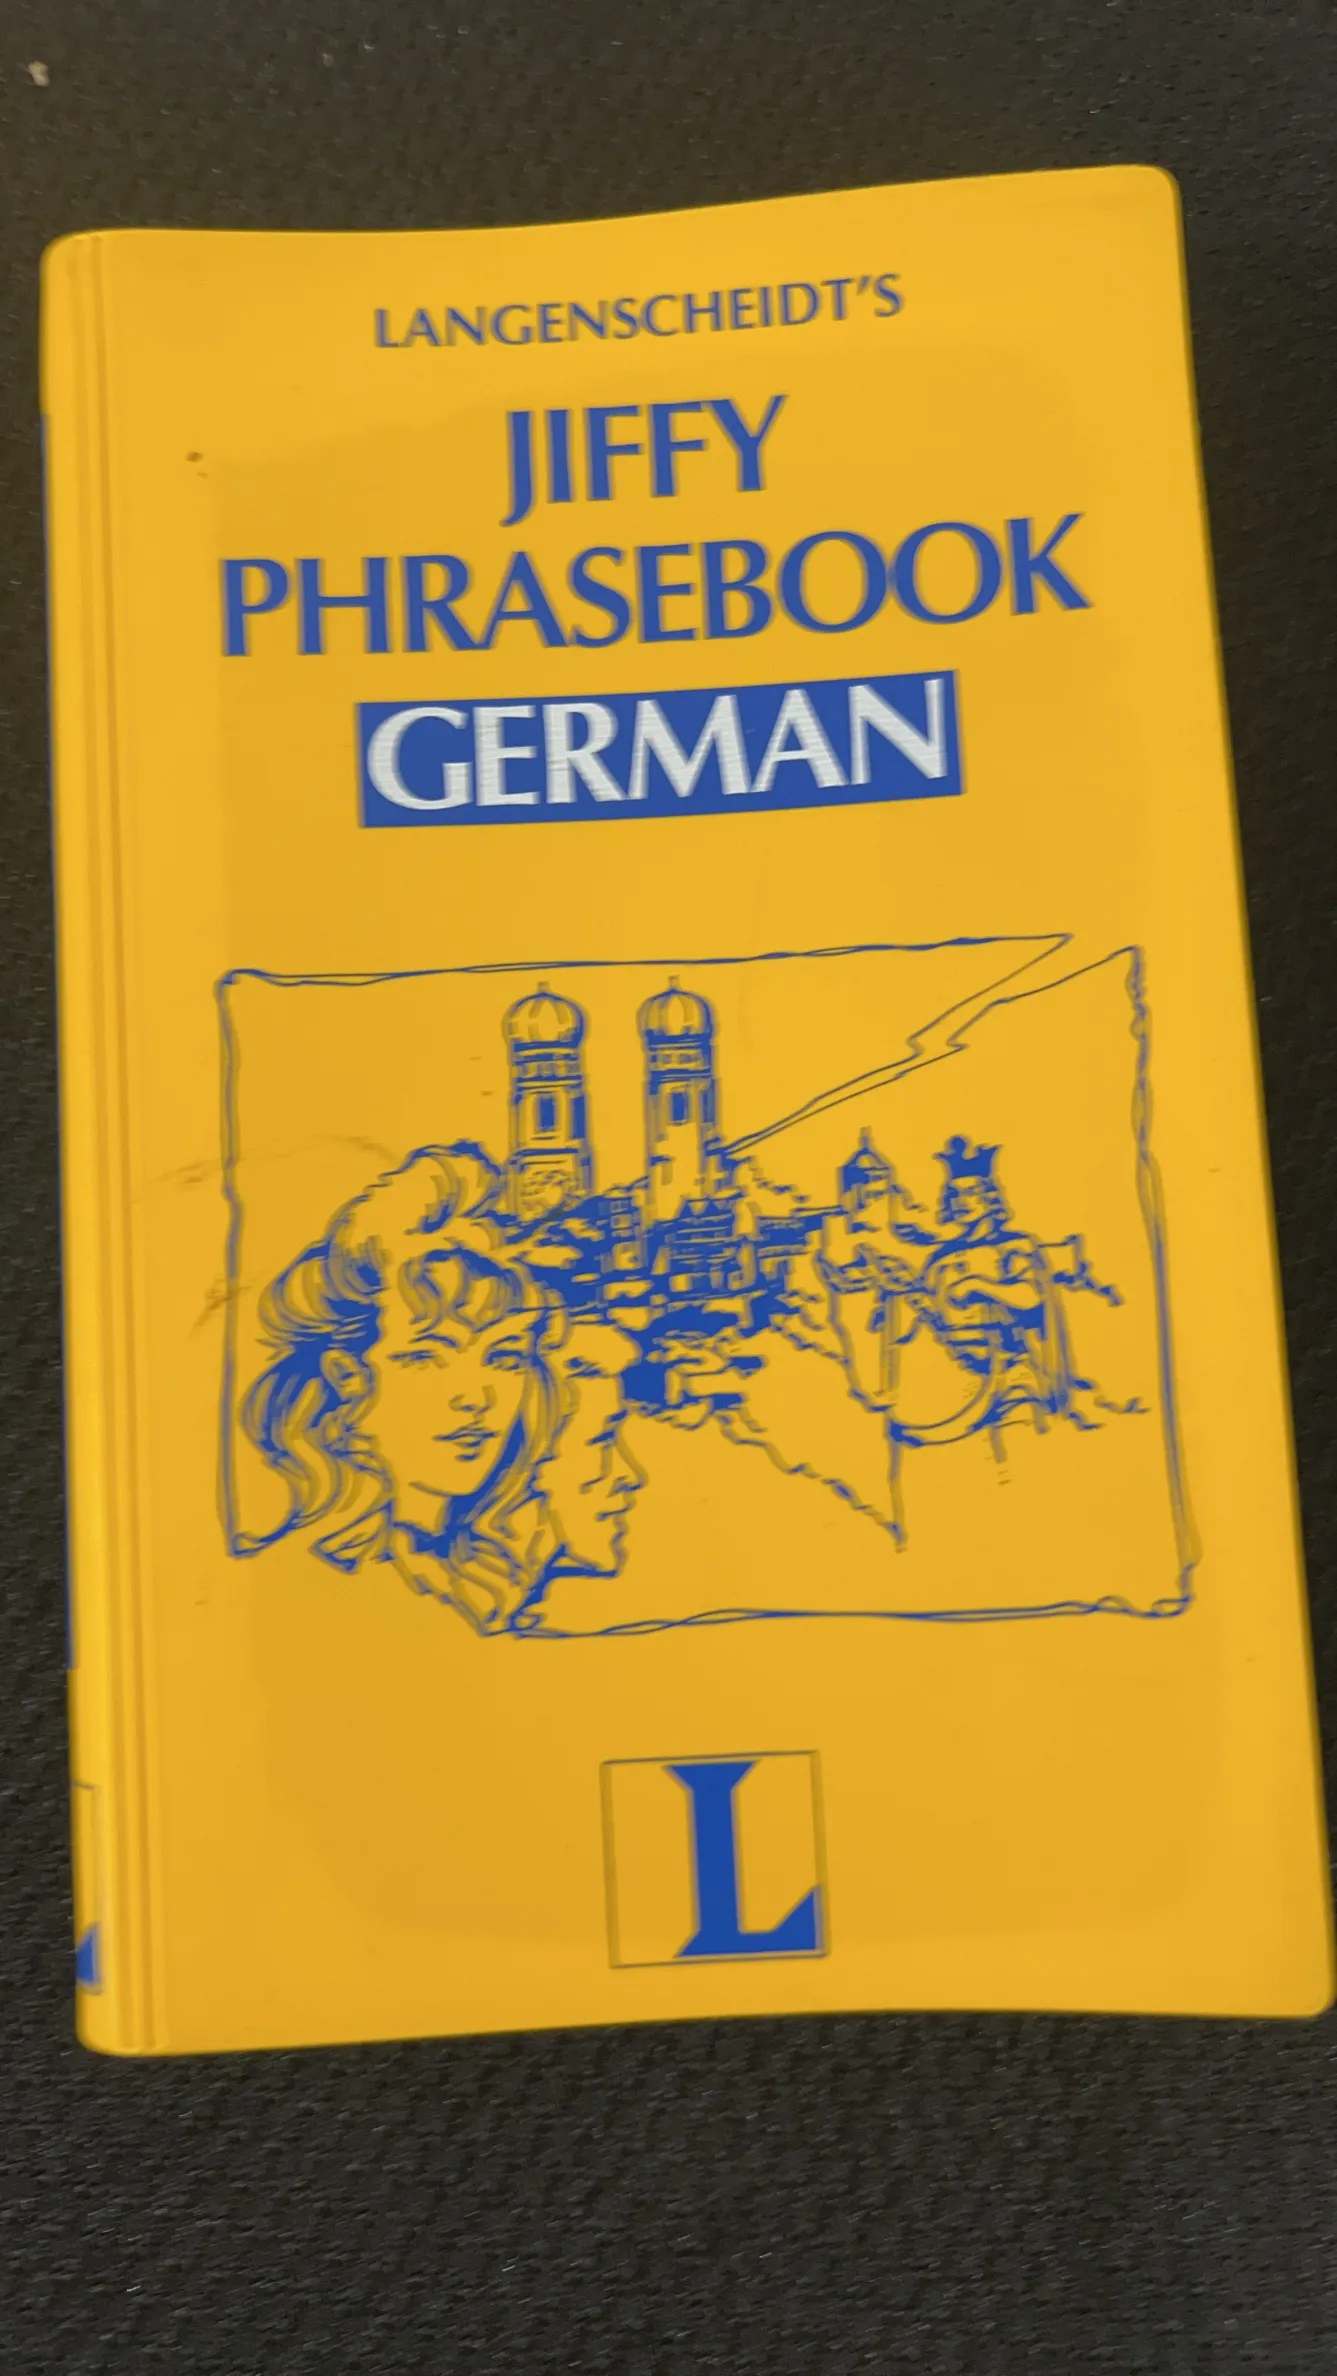 LANGENSCHEIDT'S
JIFFY
PHRASEBOOK
GERMAN
L